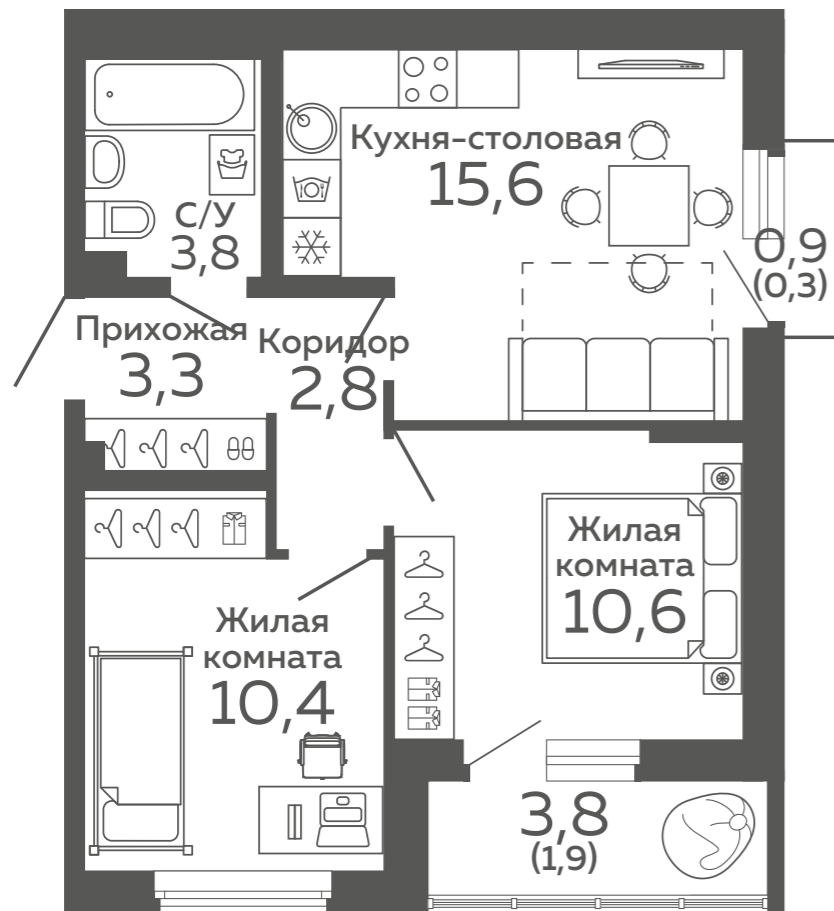 Кухня-столовая
15,6
С/У
3,8
0,9
(0,3)
Прихожая
3,3
Коридор
2,8
Жилая
комната
10,6
Жилая
комната
10,4
3,8
(1,9)